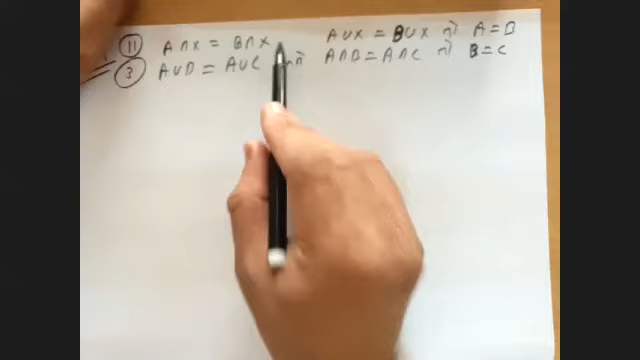 ⑪ A∩X = B∩X A∪X = B∪X A=B
③ A∪B = A∪C A∩B = A∩C B=C